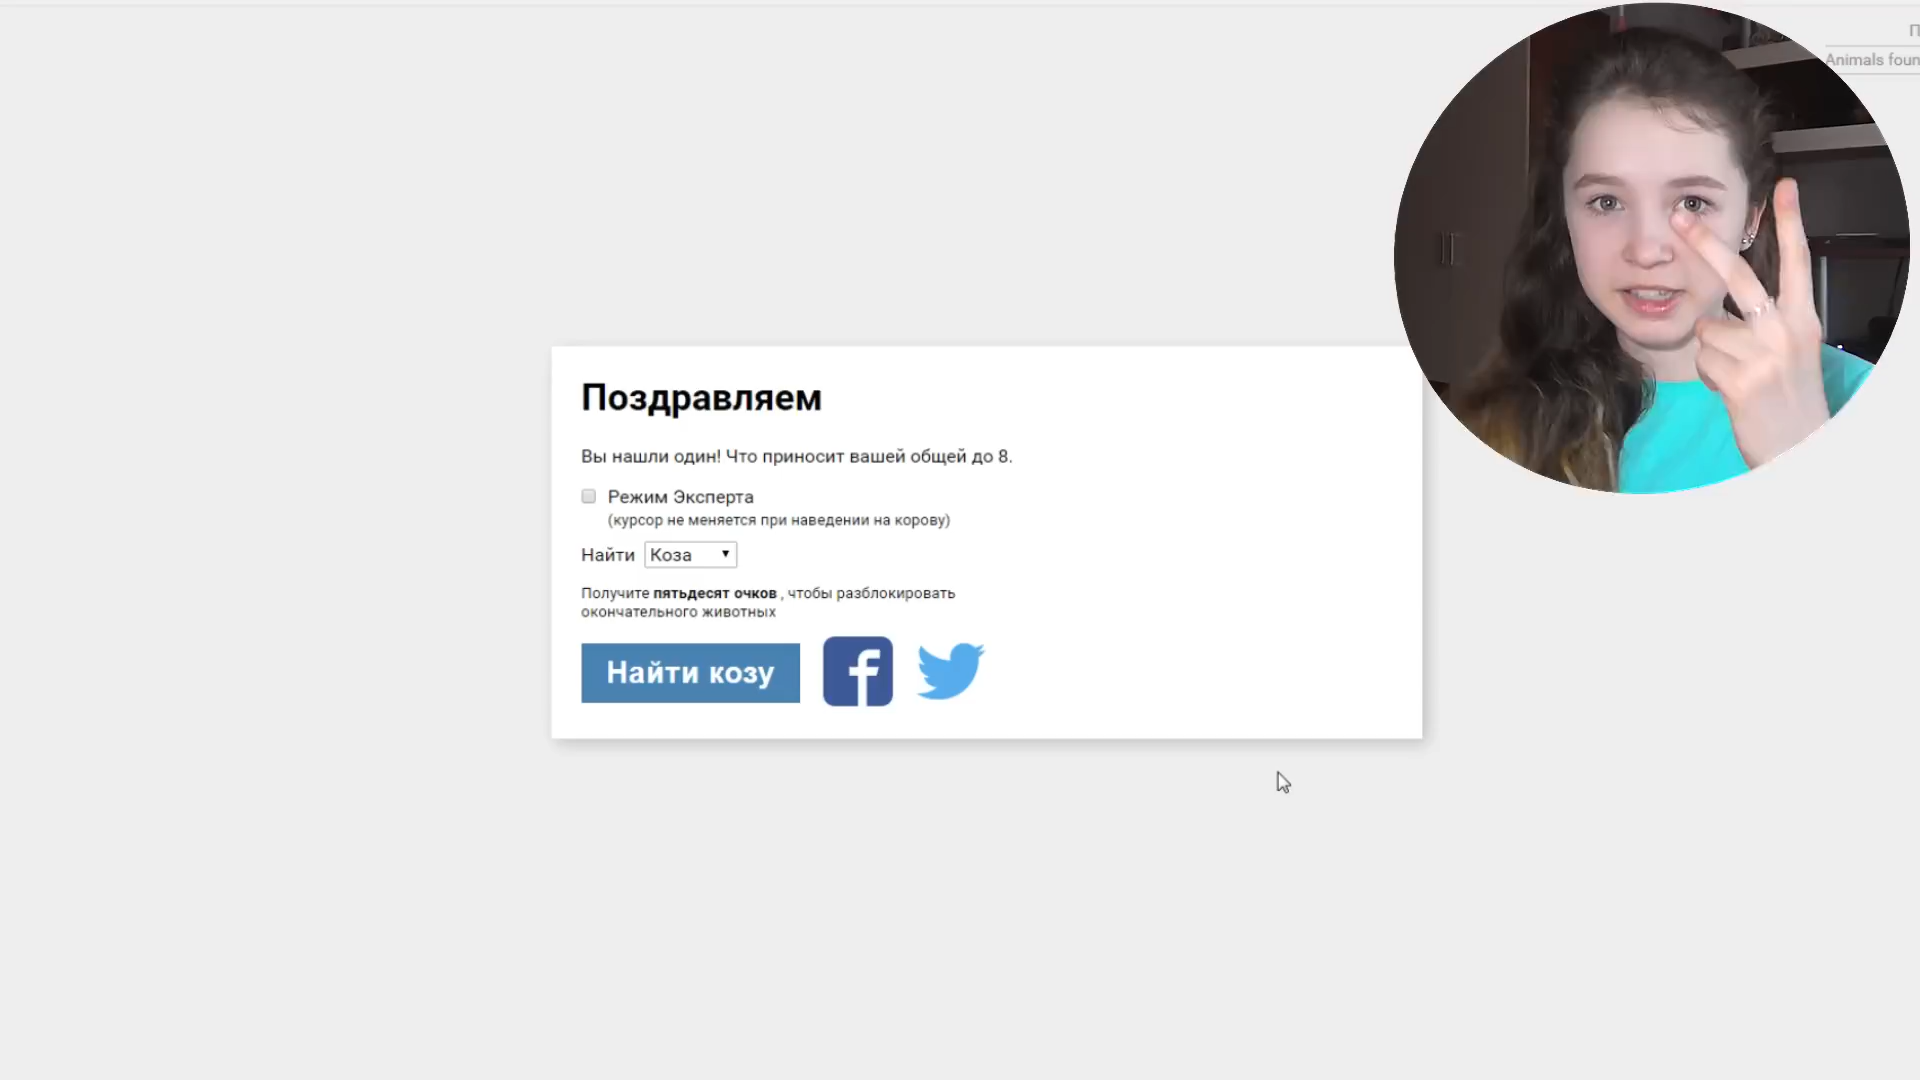 Animals foun
Поздравляем
Вы нашли один! Что приносит вашей общей до 8.
Режим Эксперта
(курсор не меняется при наведении на корову)
Найти Коза
Получите пятьдесят очков , чтобы разблокировать
окончательного животных
Найти козу